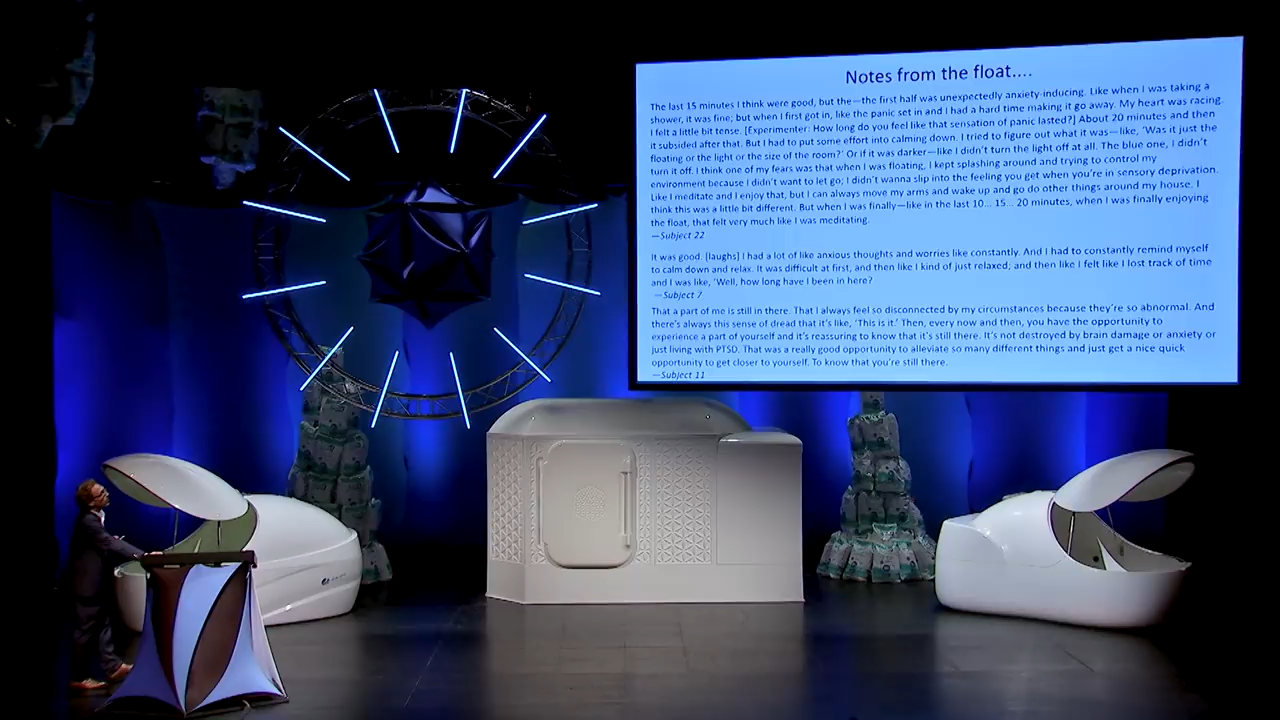 Notes from the float....
The last 15 minutes I think were good, but the—the first half was unexpectedly anxiety-inducing. Like when I was taking a
shower, it was fine; but when I first got in, like the panic set in and I had a hard time making it go away. My heart was racing.
I felt a little bit tense. [Experimenter: How long do you feel like that sensation of panic lasted?] About 20 minutes and then
it subsided after that. But I had to put some effort into calming down. I tried to figure out what it was—like, 'Was it just the
floating or the light or the size of the room?' Or if it was darker—like I didn't turn the light off at all. The blue one, I didn't
turn it off. I think one of my fears was that when I was floating, I kept splashing around and trying to control my
environment because I didn't want to let go; I didn't wanna slip into the feeling you get when you're in sensory deprivation.
Like I meditate and I enjoy that, but I can always move my arms and wake up and go do other things around my house. I
think this was a little bit different. But when I was finally—like in the last 10... 15... 20 minutes, when I was finally enjoying
the float, that felt very much like I was meditating.
—Subject 22
It was good. [laughs] I had a lot of like anxious thoughts and worries like constantly. And I had to constantly remind myself
to calm down and relax. It was difficult at first, and then like I kind of just relaxed; and then like I felt like I lost track of time
and I was like, 'Well, how long have I been in here?
—Subject 7
That a part of me is still in there. That I always feel so disconnected by my circumstances because they're so abnormal. And
there's always this sense of dread that it's like, 'This is it.' Then, every now and then, you have the opportunity to
experience a part of yourself and it's reassuring to know that it's still there. It's not destroyed by brain damage or anxiety or
just living with PTSD. That was a really good opportunity to alleviate so many different things and just get a nice quick
opportunity to get closer to yourself. To know that you're still there.
—Subject 11